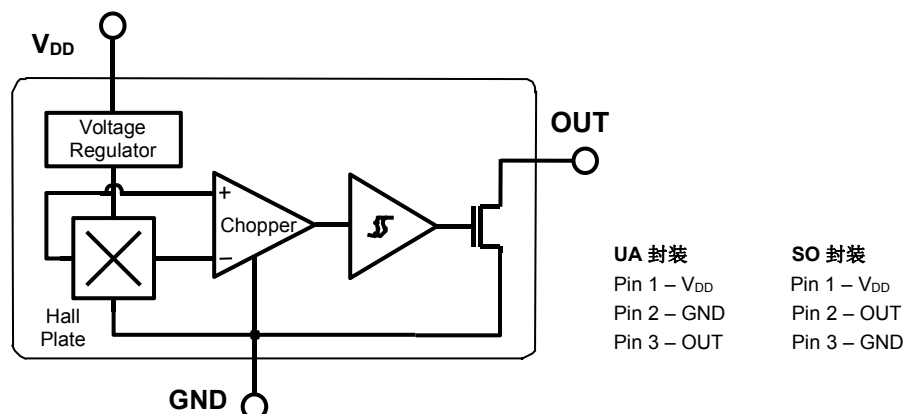 VDD
Voltage
Regulator
OUT
+
Chopper
−
Hall
Plate
GND
UA 封装
Pin 1 – VDD
Pin 2 – GND
Pin 3 – OUT
SO 封装
Pin 1 – VDD
Pin 2 – OUT
Pin 3 – GND